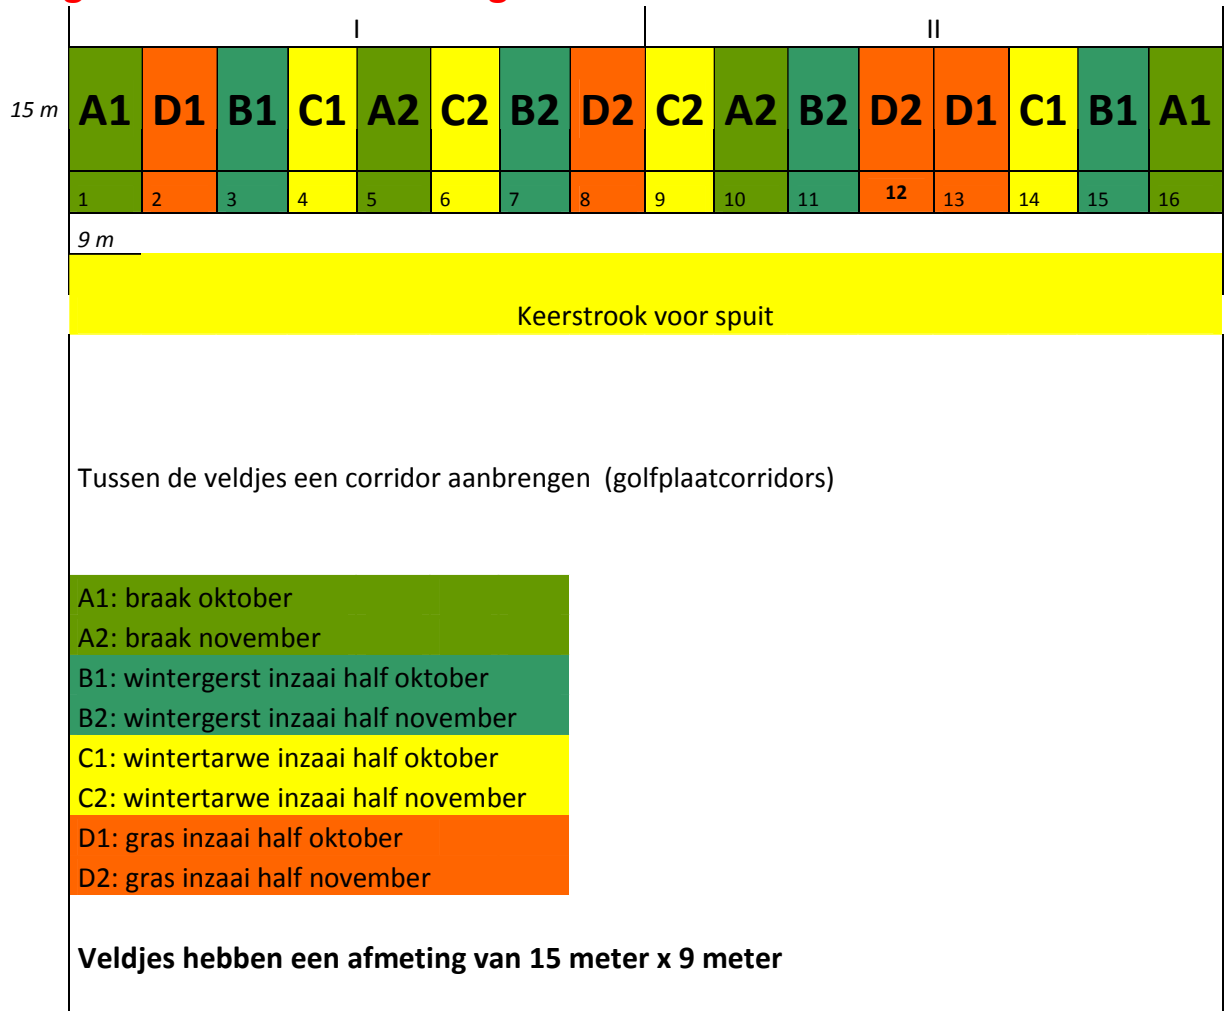 I II
15 m A1 D1 B1 C1 A2 C2 B2 D2 C2 A2 B2 D2 D1 C1 B1 A1
1 2 3 4 5 6 7 8 9 10 11 12 13 14 15 16
9 m
Keerstrook voor spuit
Tussen de veldjes een corridor aanbrengen (golfplaatcorridors)
A1: braak oktober
A2: braak november
B1: wintergerst inzaai half oktober
B2: wintergerst inzaai half november
C1: wintertarwe inzaai half oktober
C2: wintertarwe inzaai half november
D1: gras inzaai half oktober
D2: gras inzaai half november
Veldjes hebben een afmeting van 15 meter x 9 meter